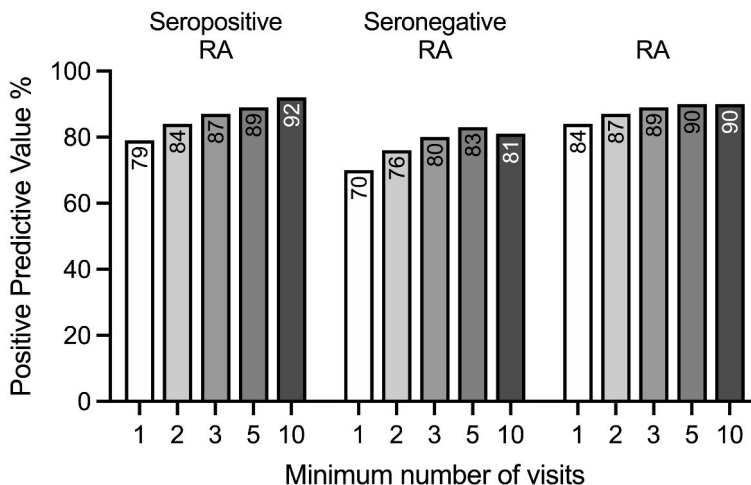 Seropositive
RA
Seronegative
RA
RA
Positive Predictive Value %
100
80
60
40
20
0
79
84
87
89
92
70
76
80
83
81
84
87
89
90
90
1 2 3 5 10
1 2 3 5 10
1 2 3 5 10
Minimum number of visits